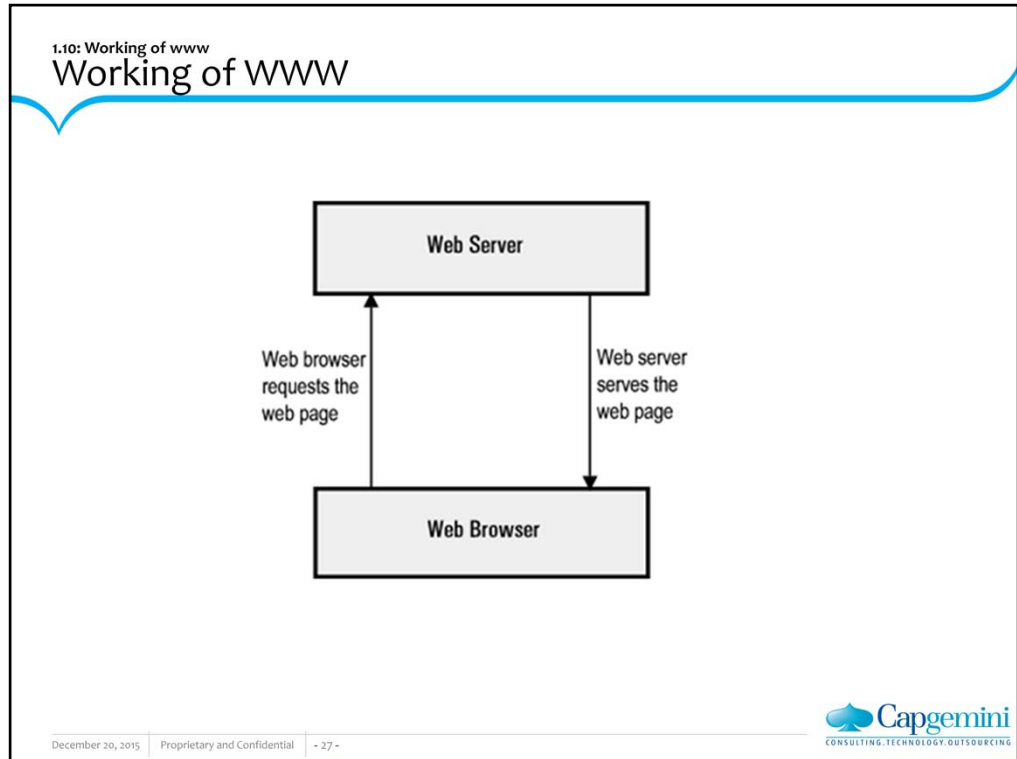 1.10: Working of www
Working of WWW
Web Server
Web browser
requests the
web page
Web server
serves the
web page
Web Browser
December 20, 2015
Proprietary and Confidential
- 27 -
Capgemini
CONSULTING.TECHNOLOGY.OUTSOURCING